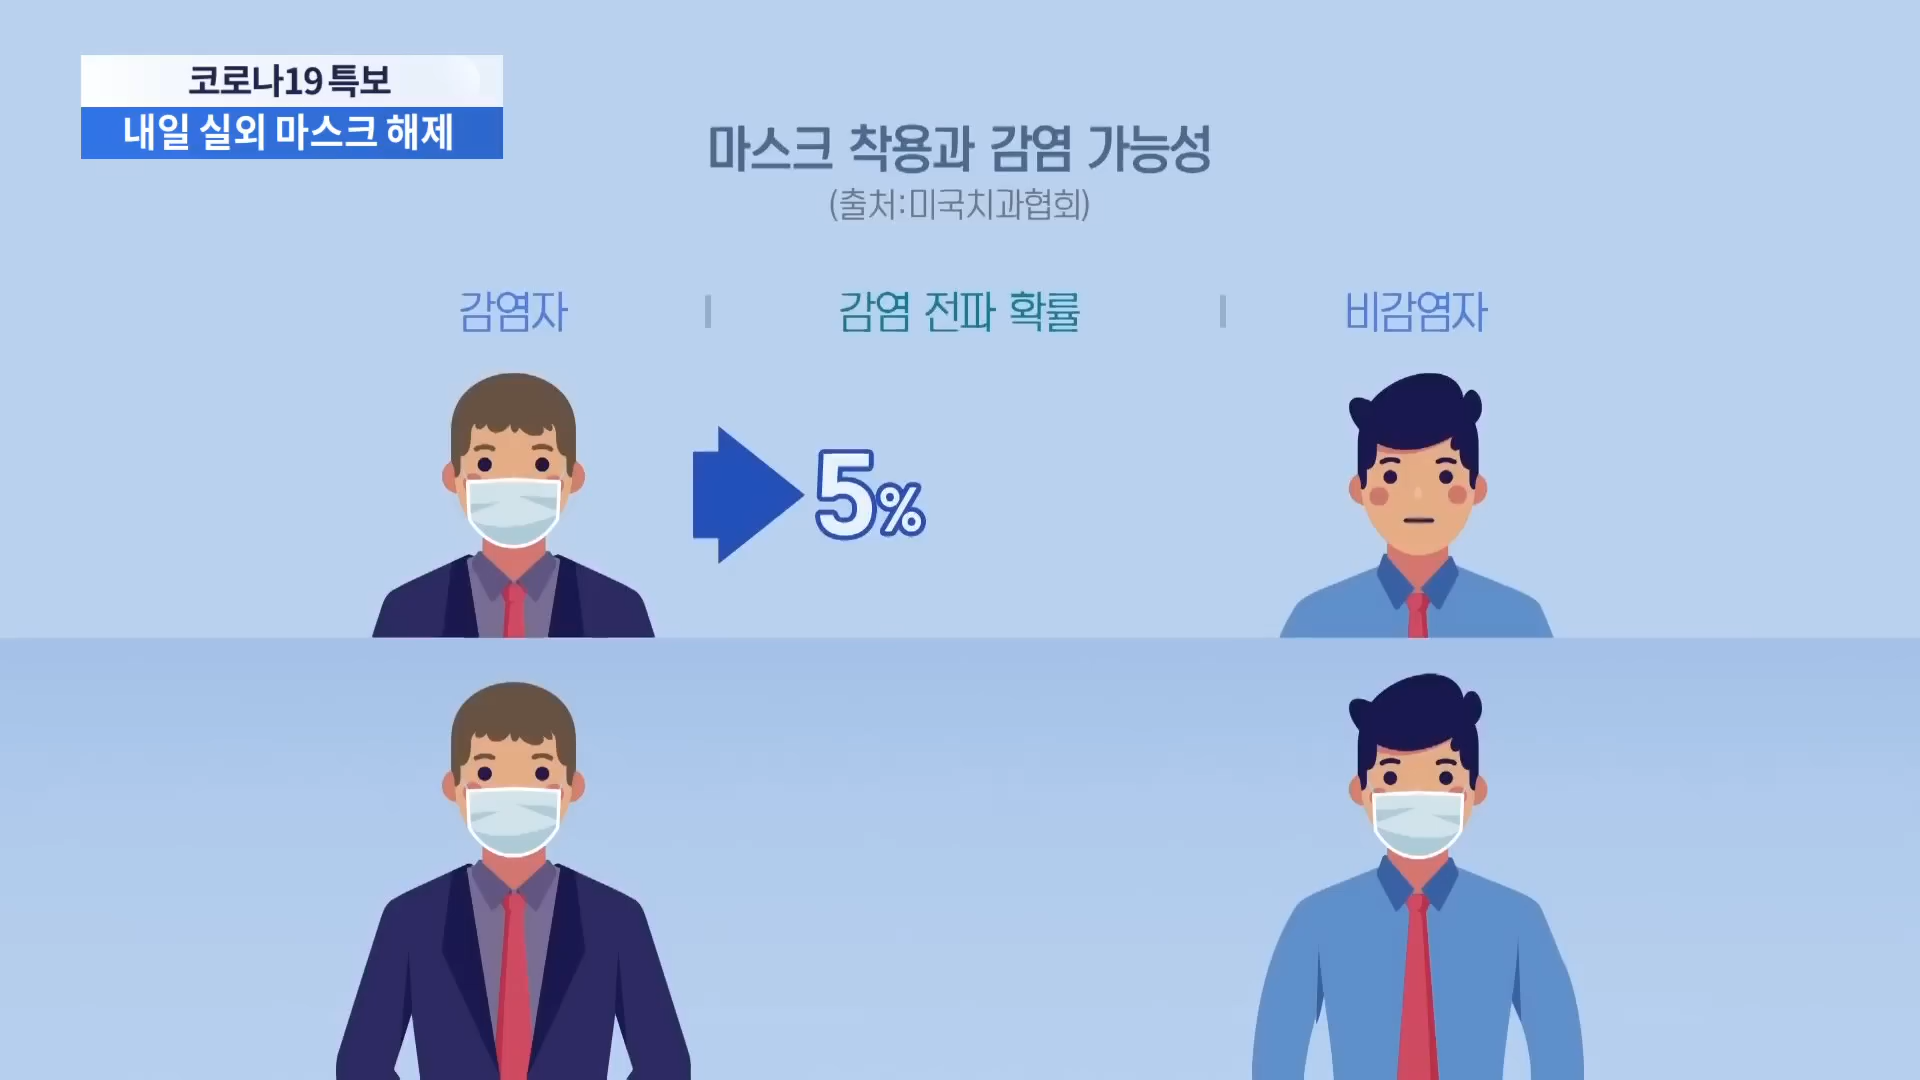 코로나19 특보
내일 실외 마스크 해제
마스크 착용과 감염 가능성
(출처:미국치과협회)
감염자
감염 전파 확률
비감염자
5%